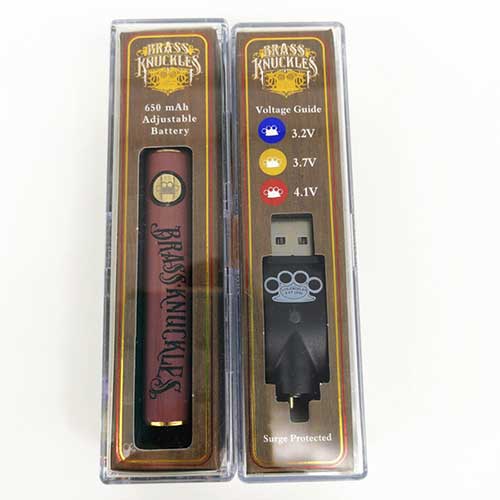 BRASS
KNUCKLES
650 mAh
Adjustable
Battery
BRASS KNUCKLES
BRASS
KNUCKLES
Voltage Guide
3.2V
3.7V
4.1V
Surge Protected